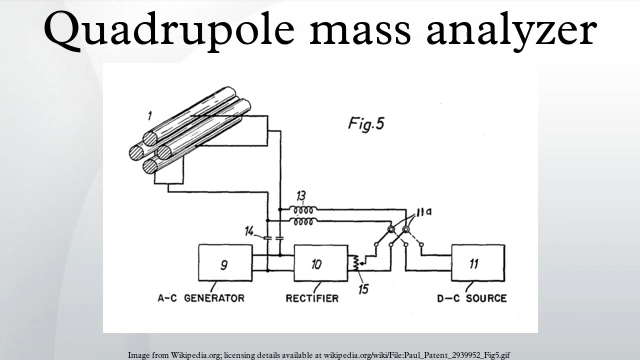 Quadrupole mass analyzer
1
Fig.5
13
11a
14
9
10
11
15
A-C GENERATOR RECTIFIER D-C SOURCE
Image from Wikipedia.org; licensing details available at wikipedia.org/wiki/File:Paul_Patent_2939952_Fig5.gif